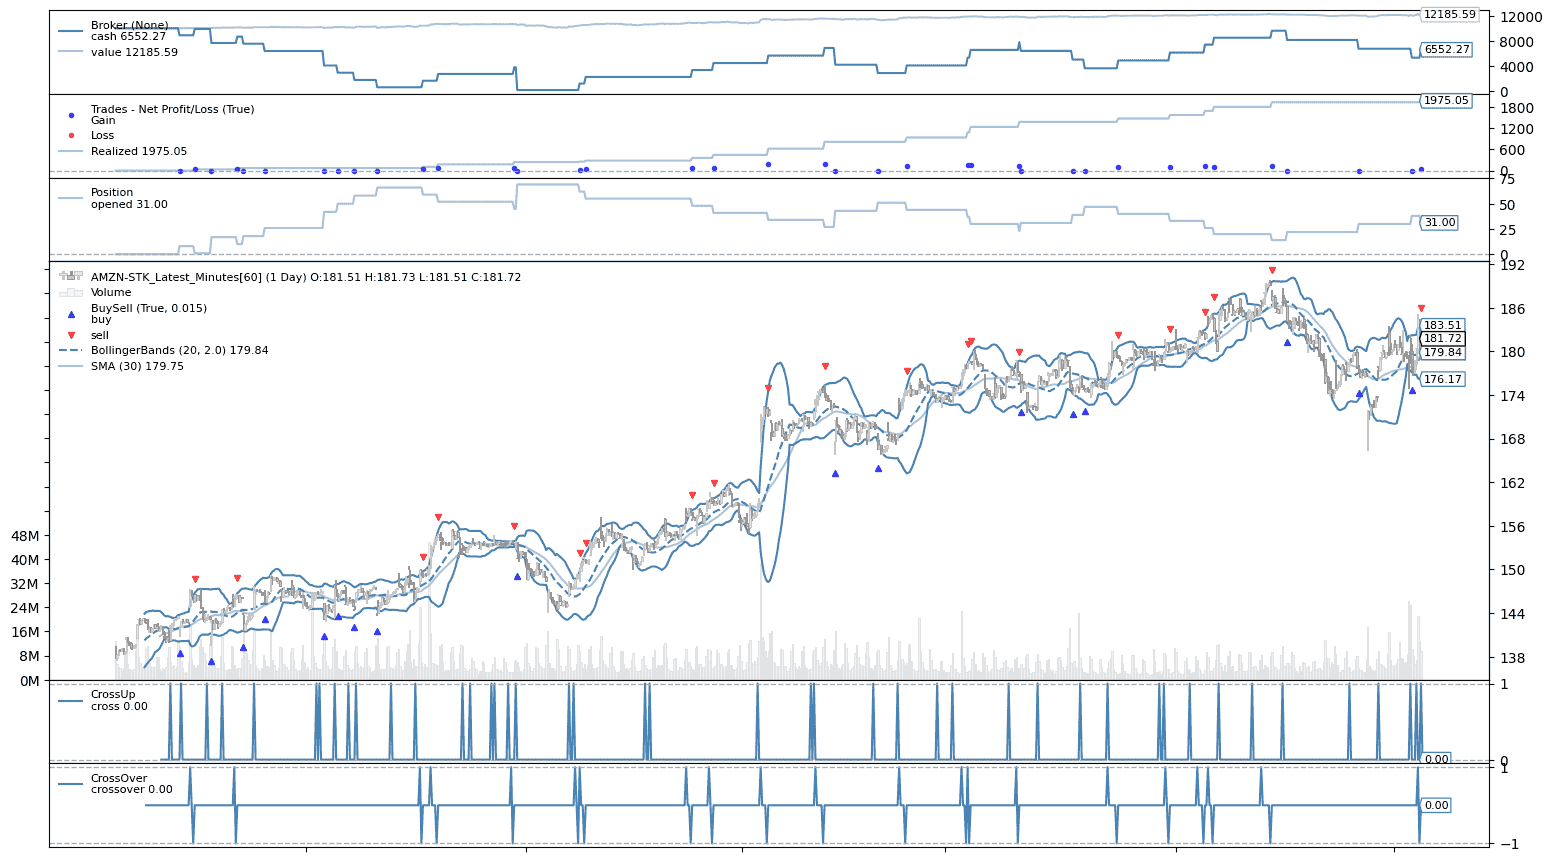 Broker (None)
cash 6552.27
value 12185.59
12185.59
6552.27
12000
8000
4000
0
Trades - Net Profit/Loss (True)
Gain
Loss
Realized 1975.05
1975.05
1800
1200
600
0
Position
opened 31.00
31.00
75
50
25
0
AMZN-STK_Latest_Minutes[60] (1 Day) O:181.51 H:181.73 L:181.51 C:181.72
Volume
BuySell (True, 0.015)
buy
sell
BollingerBands (20, 2.0) 179.84
SMA (30) 179.75
183.51
181.72
179.84
176.17
192
186
180
174
168
162
156
150
144
138
48M
40M
32M
24M
16M
8M
0M
CrossUp
cross 0.00
0.00
1
0
CrossOver
crossover 0.00
0.00
1
−1